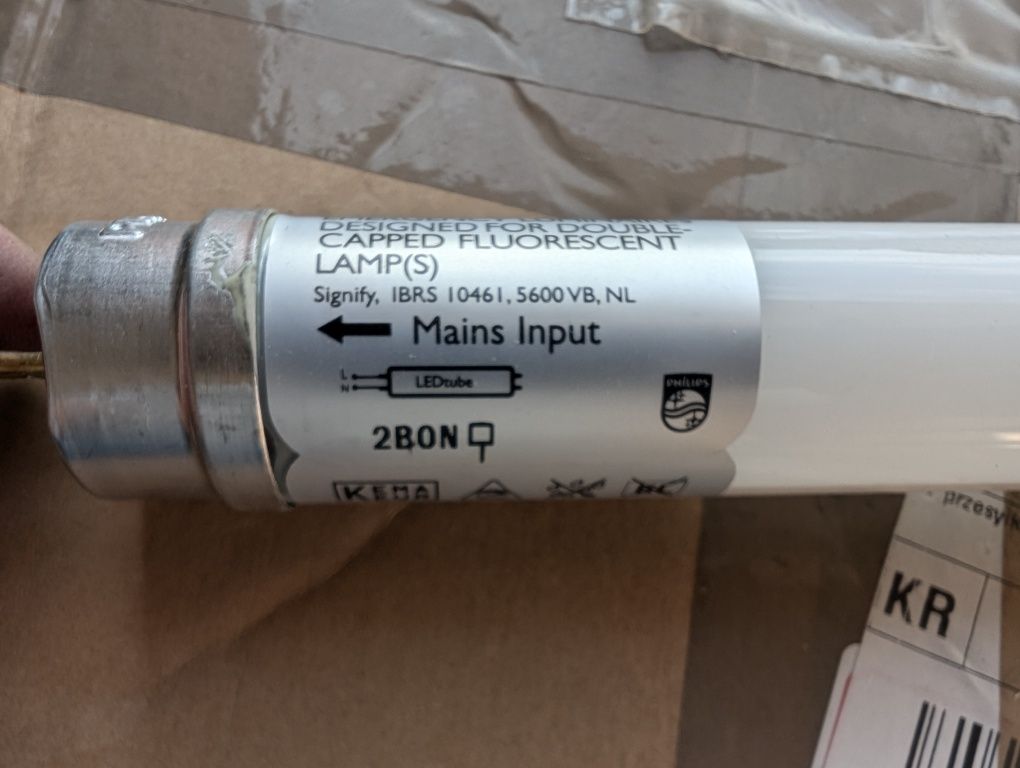 DESIGNED FOR DOUBLE-
CAPPED FLUORESCENT
LAMP(S)
Signify, IBRS 10461, 5600 VB, NL
Mains Input
L
N
LEDtube
PHILIPS
2B0N
KEMA
KR